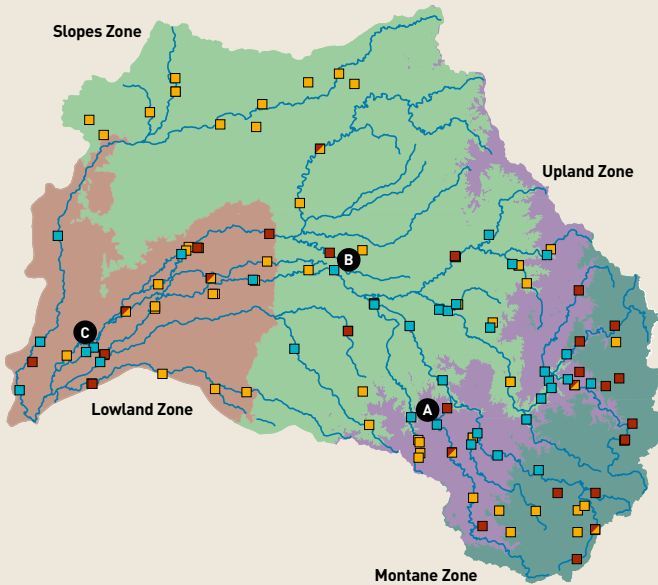 Slopes Zone
Upland Zone
B
C
Lowland Zone
A
Montane Zone